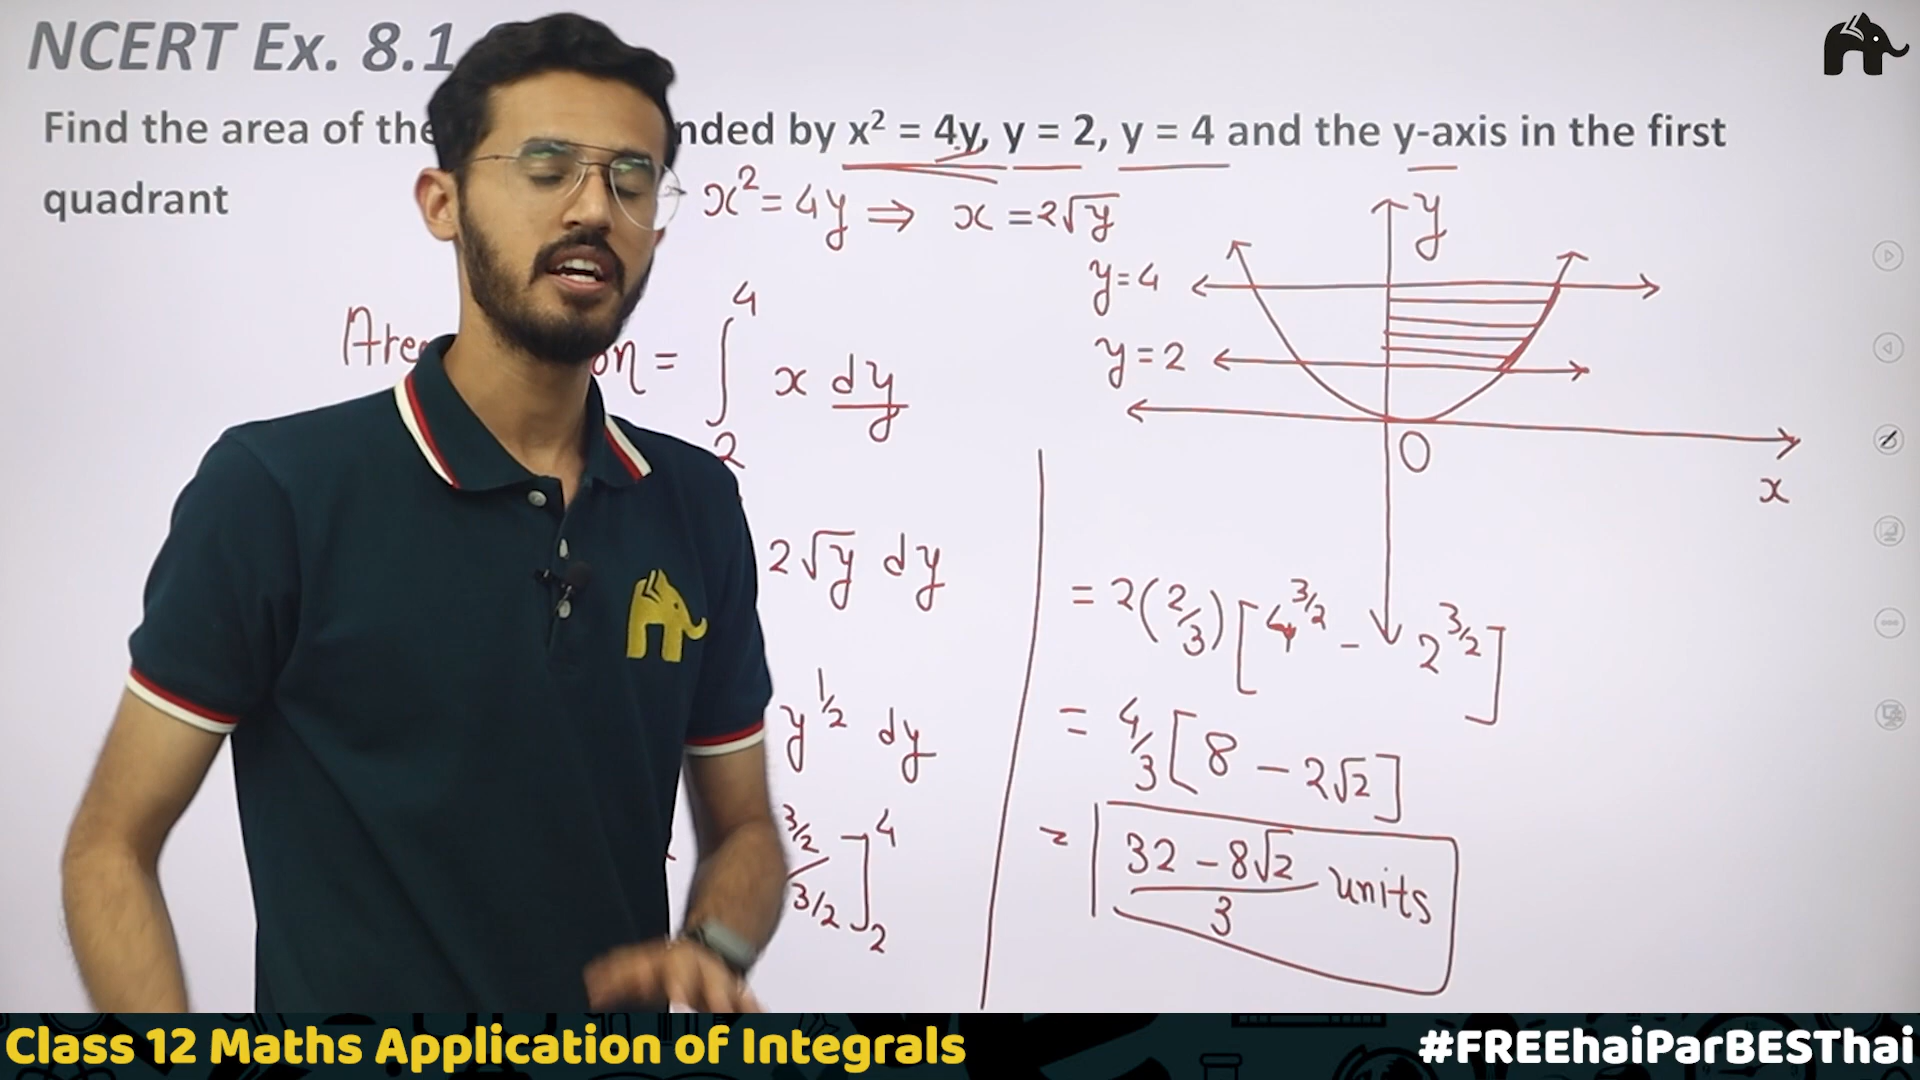 NCERT Ex. 8.1
Find the area of the nded by x² = 4y, y = 2, y = 4 and the y-axis in the first
quadrant
x² = 4y ⇒ x = 2√y
y
y=4
y=2
O
x
Are on = ∫₂⁴ x dy
2√y dy
y^1/2 dy
3/2 / 3/2 ]₂⁴
= 2(2/3)[4^3/2 - 2^3/2]
= 4/3 [8 - 2√2]
= 32 - 8√2 / 3 units
Class 12 Maths Application of Integrals
#FREEhaiParBESThai